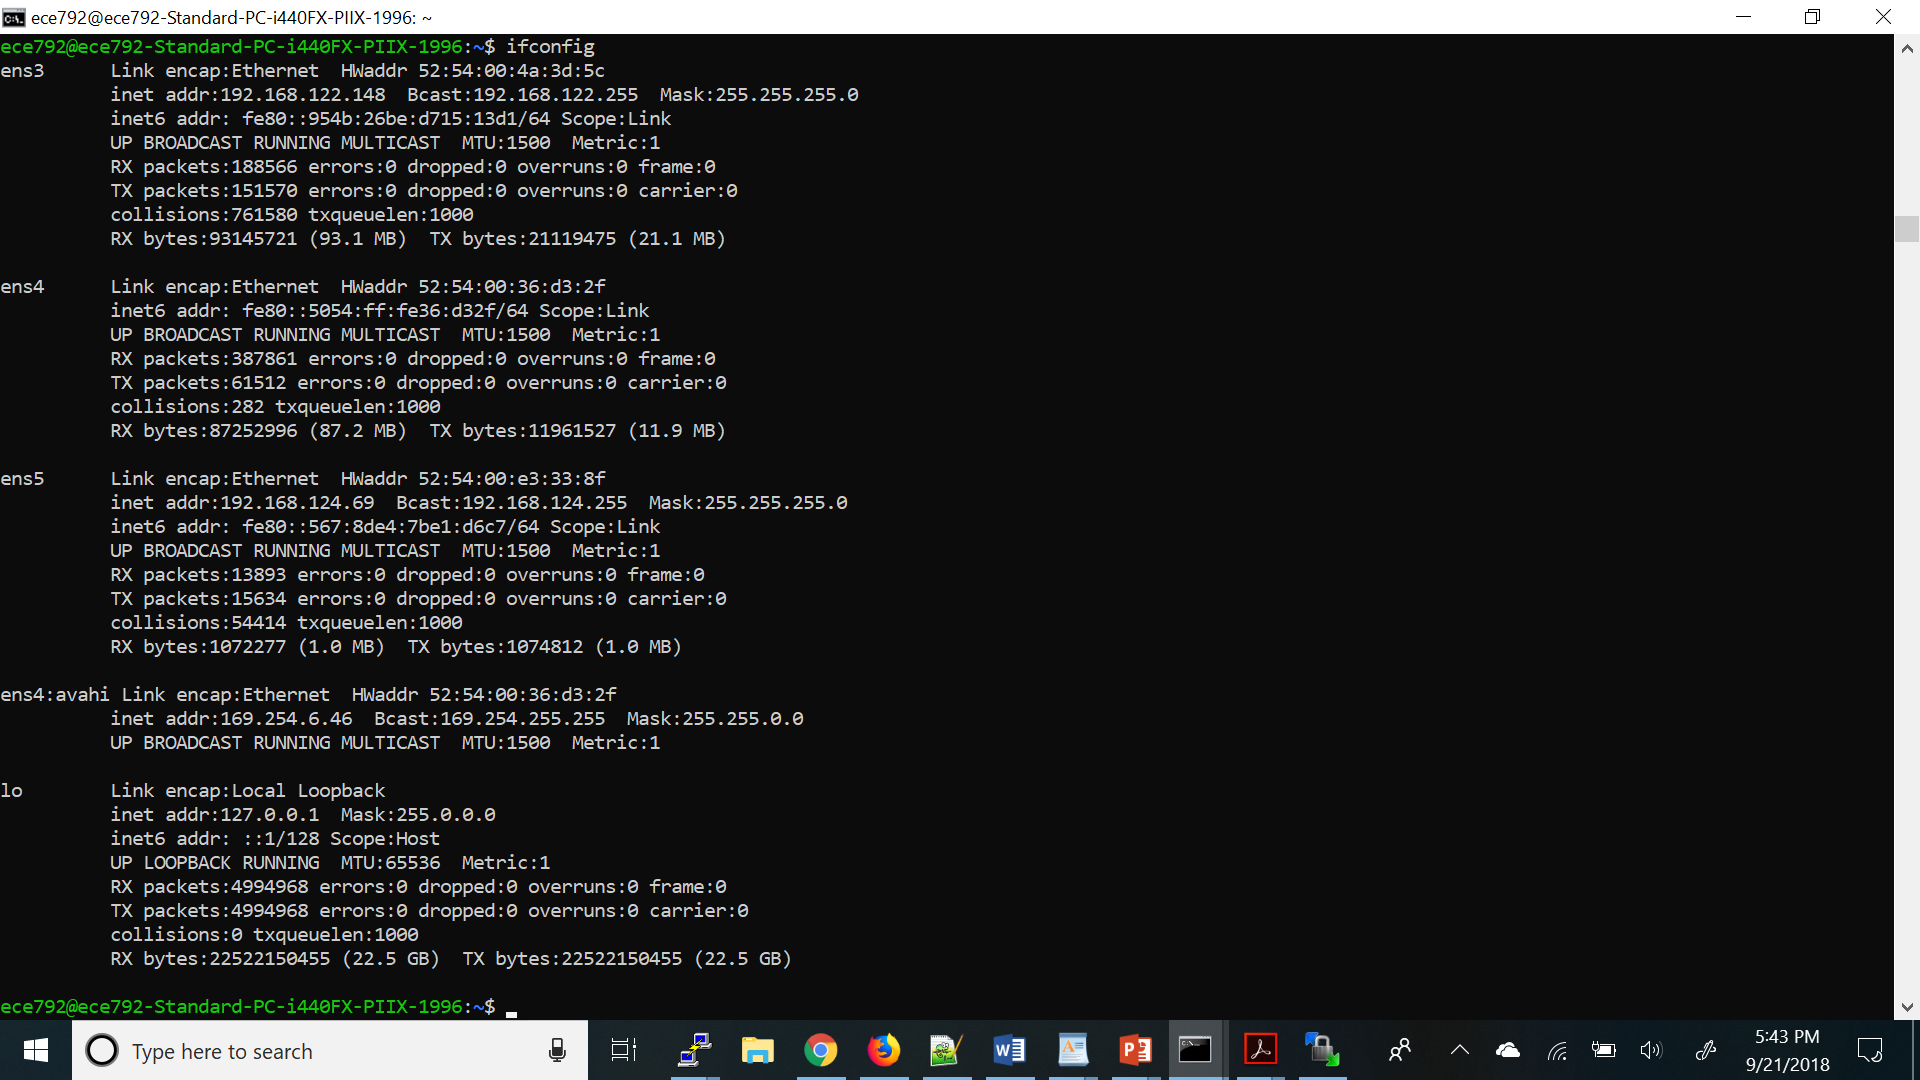 ece792@ece792-Standard-PC-i440FX-PIIX-1996: ~
ece792@ece792-Standard-PC-i440FX-PIIX-1996:~$ ifconfig
ens3      Link encap:Ethernet  HWaddr 52:54:00:4a:3d:5c
          inet addr:192.168.122.148  Bcast:192.168.122.255  Mask:255.255.255.0
          inet6 addr: fe80::954b:26be:d715:13d1/64 Scope:Link
          UP BROADCAST RUNNING MULTICAST  MTU:1500  Metric:1
          RX packets:188566 errors:0 dropped:0 overruns:0 frame:0
          TX packets:151570 errors:0 dropped:0 overruns:0 carrier:0
          collisions:761580 txqueuelen:1000
          RX bytes:93145721 (93.1 MB)  TX bytes:21119475 (21.1 MB)
ens4      Link encap:Ethernet  HWaddr 52:54:00:36:d3:2f
          inet6 addr: fe80::5054:ff:fe36:d32f/64 Scope:Link
          UP BROADCAST RUNNING MULTICAST  MTU:1500  Metric:1
          RX packets:387861 errors:0 dropped:0 overruns:0 frame:0
          TX packets:61512 errors:0 dropped:0 overruns:0 carrier:0
          collisions:282 txqueuelen:1000
          RX bytes:87252996 (87.2 MB)  TX bytes:11961527 (11.9 MB)
ens5      Link encap:Ethernet  HWaddr 52:54:00:e3:33:8f
          inet addr:192.168.124.69  Bcast:192.168.124.255  Mask:255.255.255.0
          inet6 addr: fe80::567:8de4:7be1:d6c7/64 Scope:Link
          UP BROADCAST RUNNING MULTICAST  MTU:1500  Metric:1
          RX packets:13893 errors:0 dropped:0 overruns:0 frame:0
          TX packets:15634 errors:0 dropped:0 overruns:0 carrier:0
          collisions:54414 txqueuelen:1000
          RX bytes:1072277 (1.0 MB)  TX bytes:1074812 (1.0 MB)
ens4:avahi Link encap:Ethernet  HWaddr 52:54:00:36:d3:2f
          inet addr:169.254.6.46  Bcast:169.254.255.255  Mask:255.255.0.0
          UP BROADCAST RUNNING MULTICAST  MTU:1500  Metric:1
lo        Link encap:Local Loopback
          inet addr:127.0.0.1  Mask:255.0.0.0
          inet6 addr: ::1/128 Scope:Host
          UP LOOPBACK RUNNING  MTU:65536  Metric:1
          RX packets:4994968 errors:0 dropped:0 overruns:0 frame:0
          TX packets:4994968 errors:0 dropped:0 overruns:0 carrier:0
          collisions:0 txqueuelen:1000
          RX bytes:22522150455 (22.5 GB)  TX bytes:22522150455 (22.5 GB)
ece792@ece792-Standard-PC-i440FX-PIIX-1996:~$
Type here to search
5:43 PM
9/21/2018